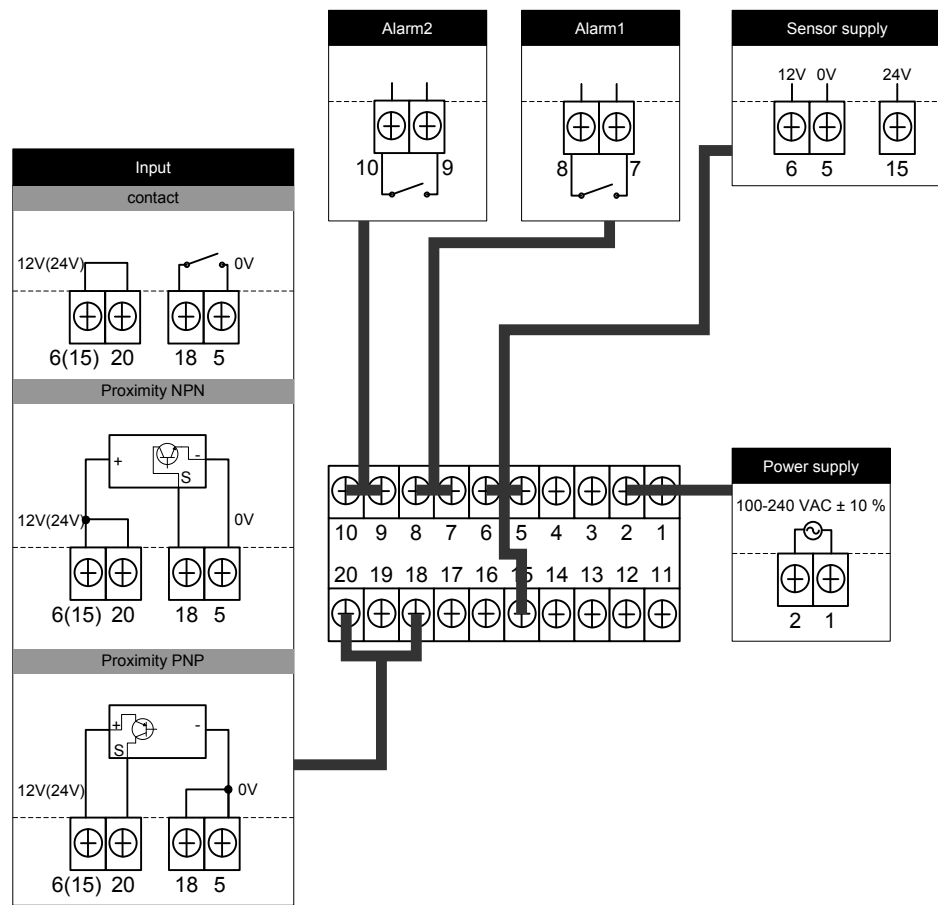 Alarm2
10 9
Alarm1
8 7
Sensor supply
12V 0V 24V
6 5 15
Input
contact
12V(24V) 0V
6(15) 20 18 5
Proximity NPN
+ -
S
12V(24V) 0V
6(15) 20 18 5
Proximity PNP
+ -
S
12V(24V) 0V
6(15) 20 18 5
10 9 8 7 6 5 4 3 2 1
20 19 18 17 16 15 14 13 12 11
Power supply
100-240 VAC ± 10 %
2 1